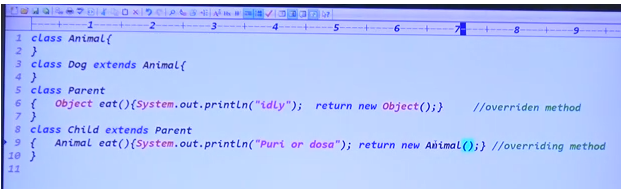 1 2 3 4 5 6 7 8 9
1 class Animal{
2 }
3 class Dog extends Animal{
4 }
5 class Parent
6 { Object eat(){System.out.println("idly"); return new Object();} //overriden method
7 }
8 class Child extends Parent
9 { Animal eat(){System.out.println("Puri or dosa"); return new Animal();} //overriding method
10 }
11